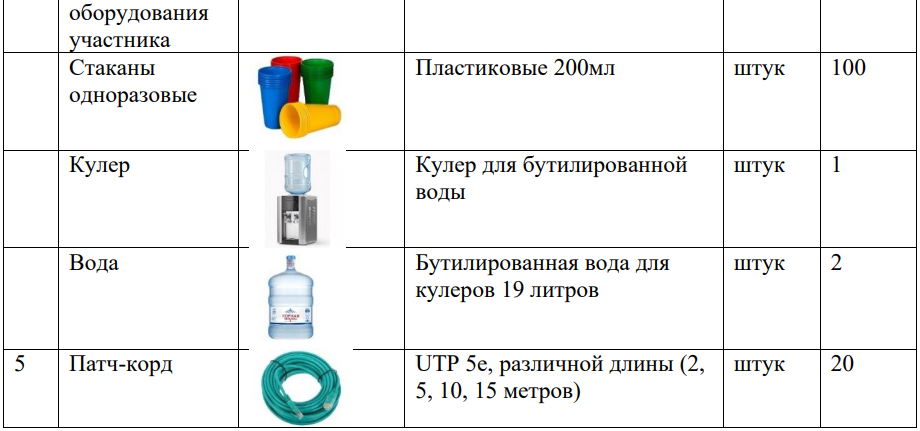 оборудования
участника
Стаканы
одноразовые
Пластиковые 200мл
штук
100
Кулер
Кулер для бутилированной
воды
штук
1
Вода
Бутилированная вода для
кулеров 19 литров
штук
2
5
Патч-корд
UTP 5e, различной длины (2,
5, 10, 15 метров)
штук
20